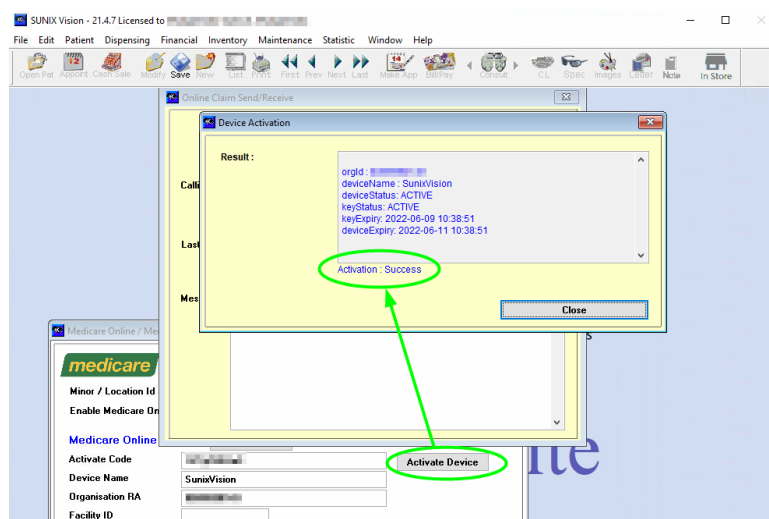 SUNIX Vision - 21.4.7 Licensed to
File Edit Patient Dispensing Financial Inventory Maintenance Statistic Window Help
Open Pat Appoint Cash Sale Modify Save New List Print First Prev Next Last Make App Bill/Pay Consult CL Spec Images Letter Note In Store
Online Claim Send/Receive
Device Activation
Result :
orgId :
deviceName : SunixVision
deviceStatus: ACTIVE
keyStatus: ACTIVE
keyExpiry: 2022-06-09 10:38:51
deviceExpiry: 2022-06-11 10:38:51
Calli
Last
Activation : Success
Mes
Close
Medicare Online / Me
s
medicare
Minor / Location Id
Enable Medicare On
Medicare Online
Activate Code
Activate Device
Device Name SunixVision
Organisation RA
Facility ID